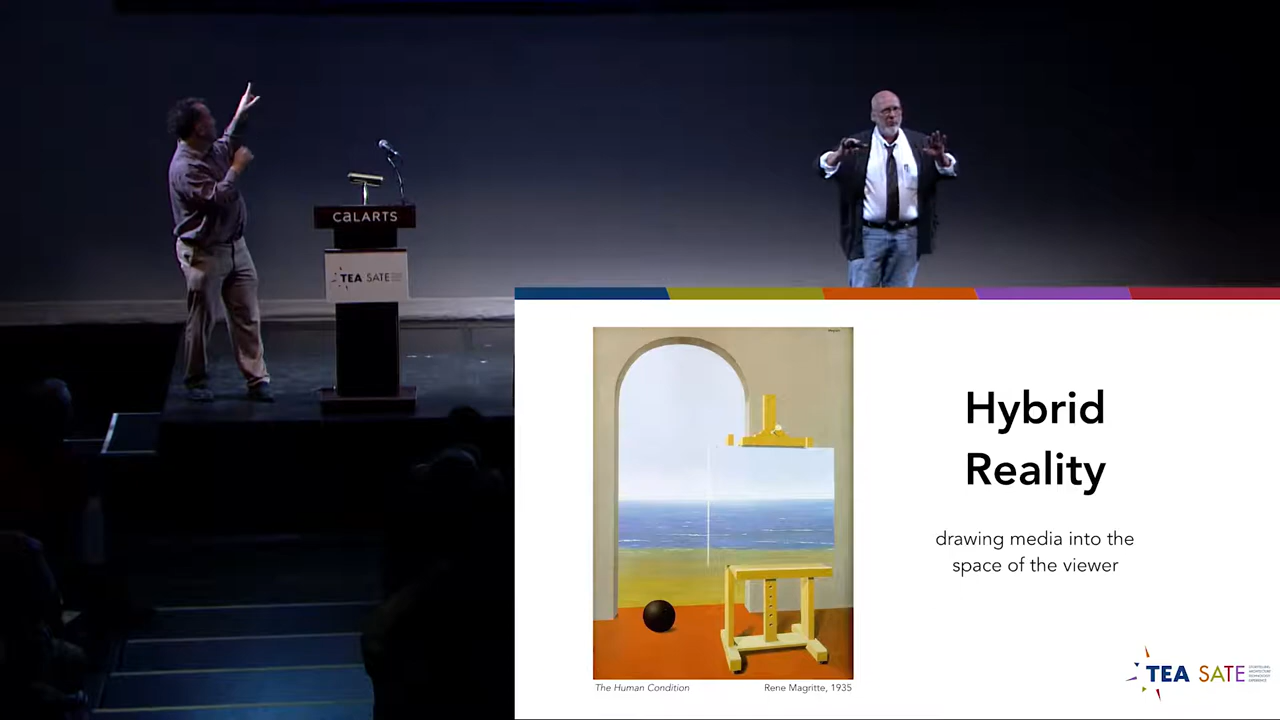 CALARTS
TEA SATE
Hybrid
Reality
drawing media into the
space of the viewer
The Human Condition
Rene Magritte, 1935
TEA SATE